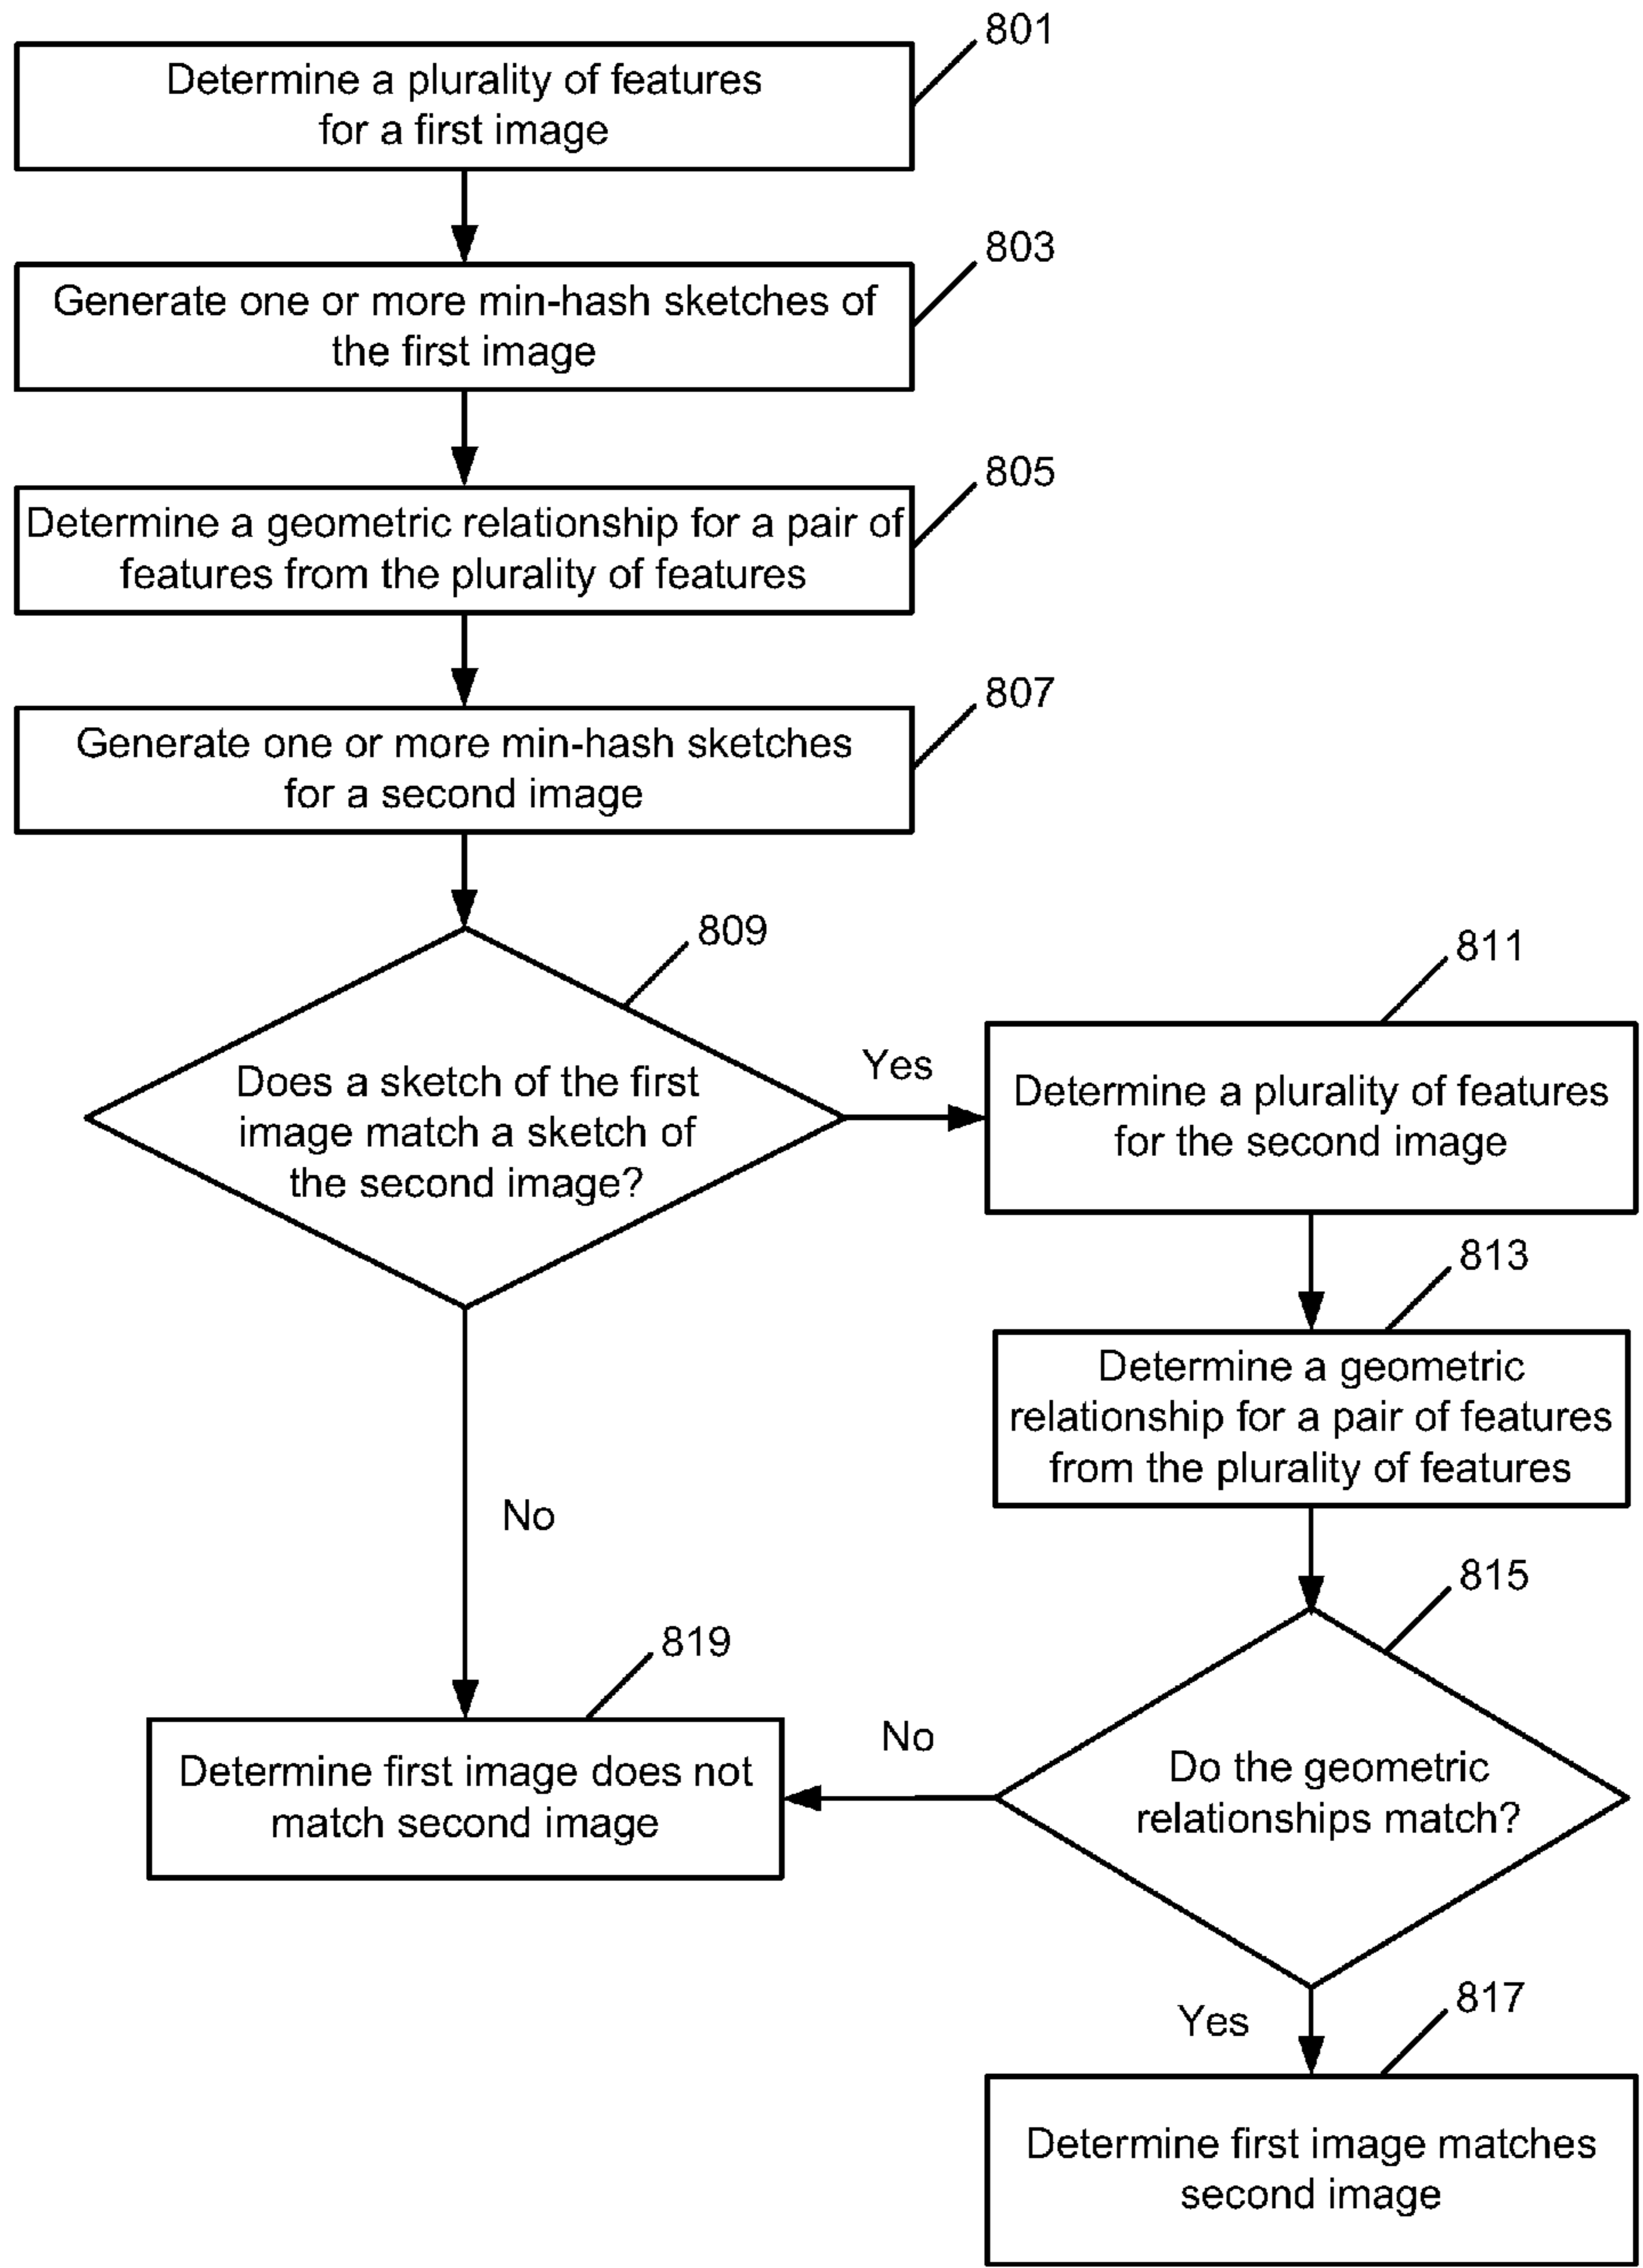 801
Determine a plurality of features
for a first image
803
Generate one or more min-hash sketches of
the first image
805
Determine a geometric relationship for a pair of
features from the plurality of features
807
Generate one or more min-hash sketches
for a second image
809
Does a sketch of the first
image match a sketch of
the second image?
Yes
811
Determine a plurality of features
for the second image
813
Determine a geometric
relationship for a pair of features
from the plurality of features
No
815
Do the geometric
relationships match?
No
819
Determine first image does not
match second image
Yes
817
Determine first image matches
second image